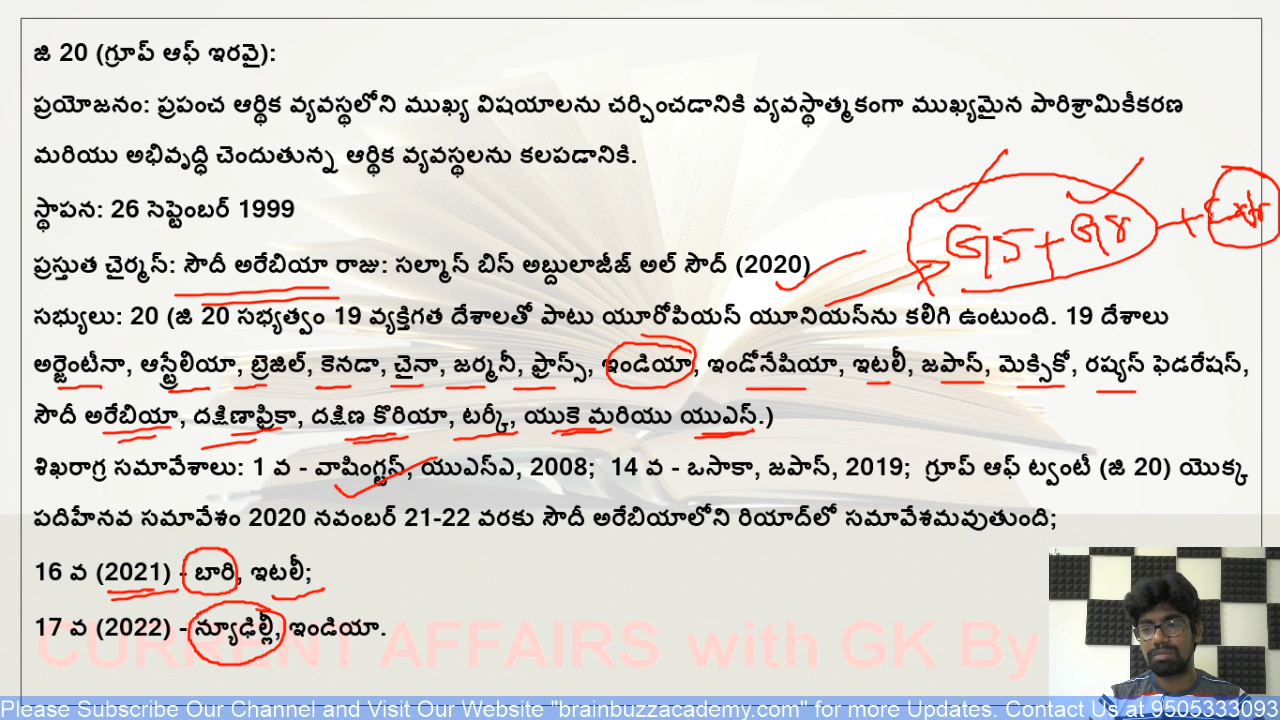 జి 20 (గ్రూప్ ఆఫ్ ఇరవై):
ప్రయోజనం: ప్రపంచ ఆర్థిక వ్యవస్థలోని ముఖ్య విషయాలను చర్చించడానికి వ్యవస్థాత్మకంగా ముఖ్యమైన పారిశ్రామికీకరణ
మరియు అభివృద్ధి చెందుతున్న ఆర్థిక వ్యవస్థలను కలపడానికి.
స్థాపన: 26 సెప్టెంబర్ 1999
ప్రస్తుత చైర్మన్: సౌదీ అరేబియా రాజు: సల్మాన్ బిన్ అబ్దులాజీజ్ అల్ సౌద్ (2020)
G5+G8 + Extr
సభ్యులు: 20 (జి 20 సభ్యత్వం 19 వ్యక్తిగత దేశాలతో పాటు యూరోపియన్ యూనియన్‌ను కలిగి ఉంటుంది. 19 దేశాలు
అర్జెంటీనా, ఆస్ట్రేలియా, బ్రెజిల్, కెనడా, చైనా, జర్మనీ, ఫ్రాన్స్, ఇండియా, ఇండోనేషియా, ఇటలీ, జపాన్, మెక్సికో, రష్యన్ ఫెడరేషన్,
సౌదీ అరేబియా, దక్షిణాఫ్రికా, దక్షిణ కొరియా, టర్కీ, యుకె మరియు యుఎస్.)
శిఖరాగ్ర సమావేశాలు: 1 వ - వాషింగ్టన్, యుఎస్ఎ, 2008; 14 వ - ఒసాకా, జపాన్, 2019; గ్రూప్ ఆఫ్ ట్వంటీ (జి 20) యొక్క
పదిహేనవ సమావేశం 2020 నవంబర్ 21-22 వరకు సౌదీ అరేబియాలోని రియాద్‌లో సమావేశమవుతుంది;
16 వ (2021) - బారి, ఇటలీ;
17 వ (2022) - న్యూఢిల్లీ, ఇండియా.
CURRENT AFFAIRS with GK By
Please Subscribe Our Channel and Visit Our Website "brainbuzzacademy.com" for more Updates. Contact Us at 9505333093